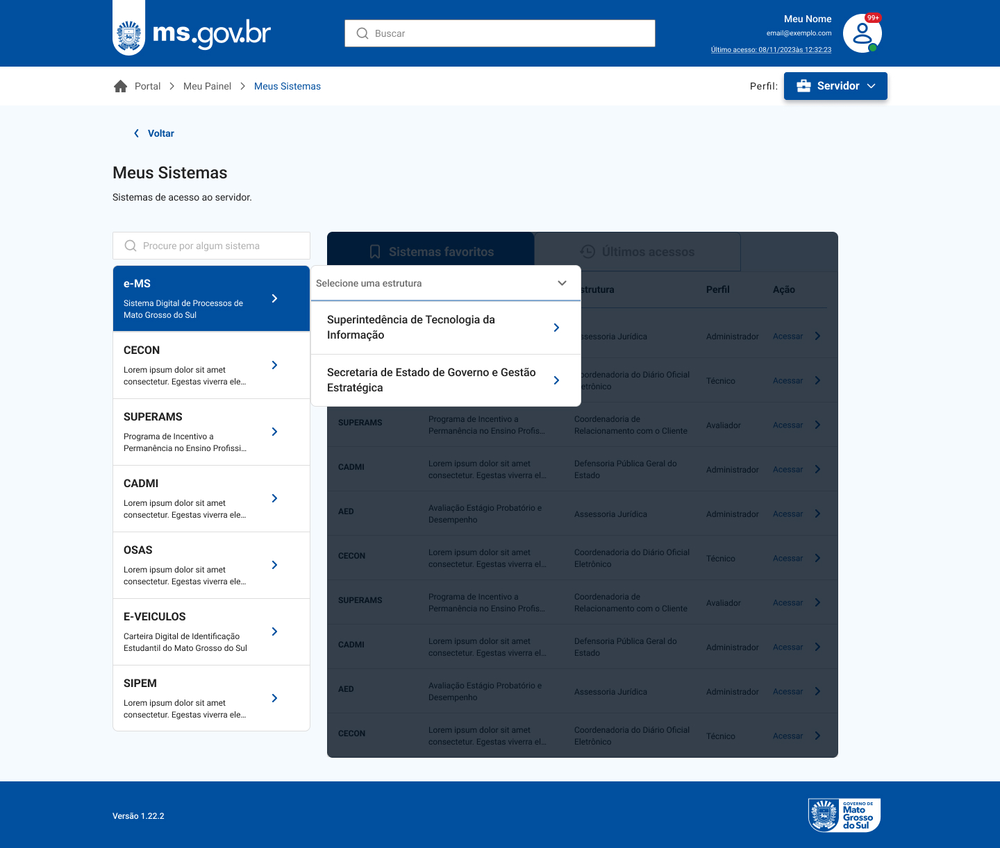 ms.gov.br
Buscar
Meu Nome
email@exemplo.com
Último acesso: 08/11/2023às 12:32:23
99+
Portal
Meu Painel
Meus Sistemas
Perfil:
Servidor
Voltar
Meus Sistemas
Sistemas de acesso ao servidor.
Procure por algum sistema
e-MS
Sistema Digital de Processos de
Mato Grosso do Sul
CECON
Lorem ipsum dolor sit amet
consectetur. Egestas viverra ele...
SUPERAMS
Programa de Incentivo a
Permanência no Ensino Profissi...
CADMI
Lorem ipsum dolor sit amet
consectetur. Egestas viverra ele...
OSAS
Lorem ipsum dolor sit amet
consectetur. Egestas viverra ele...
E-VEICULOS
Carteira Digital de Identificação
Estudantil do Mato Grosso do Sul
SIPEM
Lorem ipsum dolor sit amet
consectetur. Egestas viverra ele...
Selecione uma estrutura
Superintedência de Tecnologia da
Informação
Secretaria de Estado de Governo e Gestão
Estratégica
Sistemas favoritos
Últimos acessos
strutura
Perfil
Ação
ssessoria Jurídica
Administrador
Acessar
oordenadoria do Diário Oficial
etrônico
Técnico
Acessar
SUPERAMS
Programa de Incentivo a
Permanência no Ensino Profis...
Coordenadoria de
Relacionamento com o Cliente
Avaliador
Acessar
CADMI
Lorem ipsum dolor sit amet
consectetur. Egestas viverra el...
Defensoria Pública Geral do
Estado
Administrador
Acessar
AED
Avaliação Estágio Probatório e
Desempenho
Assessoria Jurídica
Administrador
Acessar
CECON
Lorem ipsum dolor sit amet
consectetur. Egestas viverra el...
Coordenadoria do Diário Oficial
Eletrônico
Técnico
Acessar
SUPERAMS
Programa de Incentivo a
Permanência no Ensino Profis...
Coordenadoria de
Relacionamento com o Cliente
Avaliador
Acessar
CADMI
Lorem ipsum dolor sit amet
consectetur. Egestas viverra el...
Defensoria Pública Geral do
Estado
Administrador
Acessar
AED
Avaliação Estágio Probatório e
Desempenho
Assessoria Jurídica
Administrador
Acessar
CECON
Lorem ipsum dolor sit amet
consectetur. Egestas viverra el...
Coordenadoria do Diário Oficial
Eletrônico
Técnico
Acessar
Versão 1.22.2
GOVERNO DE
Mato
Grosso
do Sul